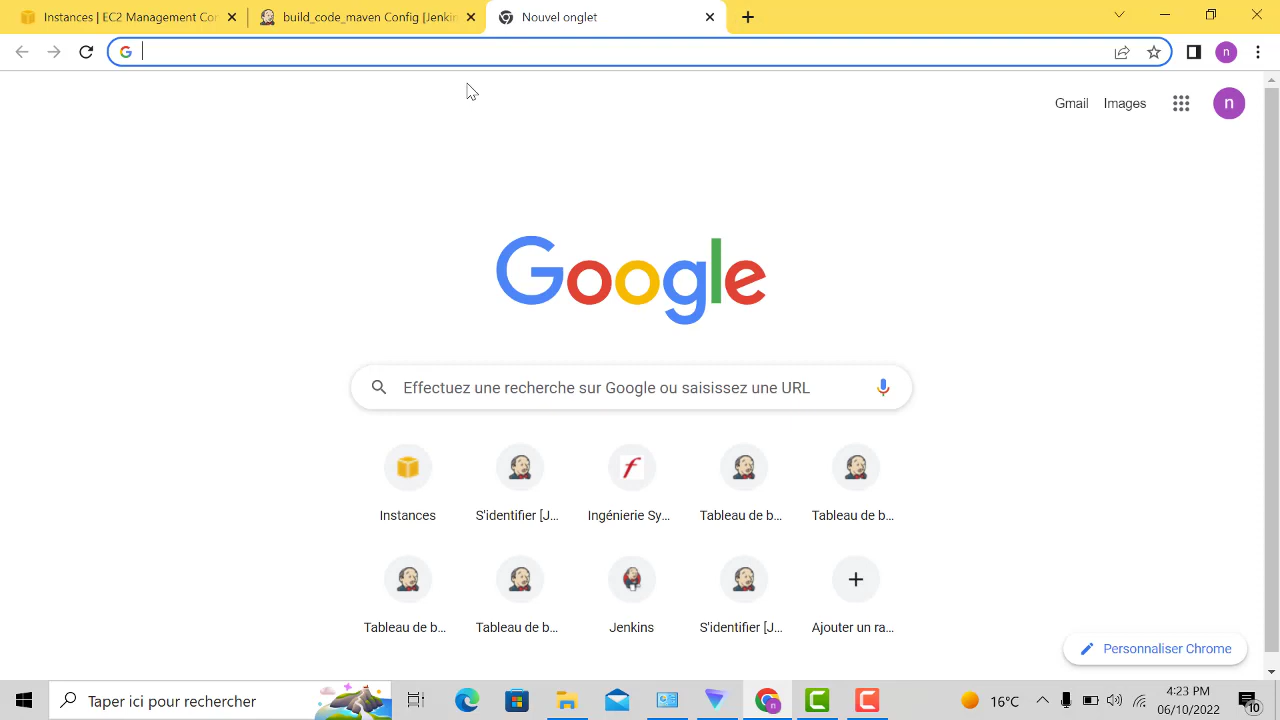 Instances | EC2 Management Con
build_code_maven Config [Jenkin
Nouvel onglet
n
Gmail
Images
n
Google
Effectuez une recherche sur Google ou saisissez une URL
Instances
S'identifier [J...
Ingénierie Sy...
Tableau de b...
Tableau de b...
Tableau de b...
Tableau de b...
Jenkins
S'identifier [J...
Ajouter un ra...
Personnaliser Chrome
Taper ici pour rechercher
n
16°C
4:23 PM
06/10/2022
10